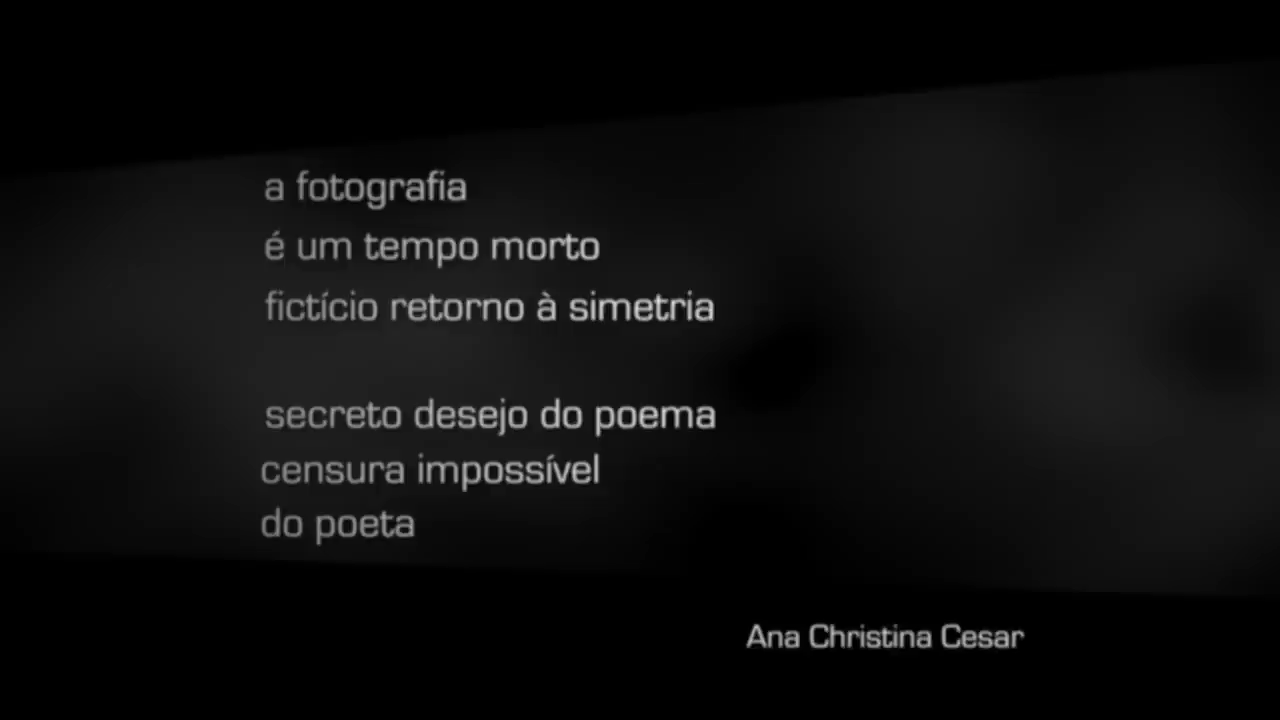 a fotografia
é um tempo morto
fictício retorno à simetria
secreto desejo do poema
censura impossível
do poeta
Ana Christina Cesar